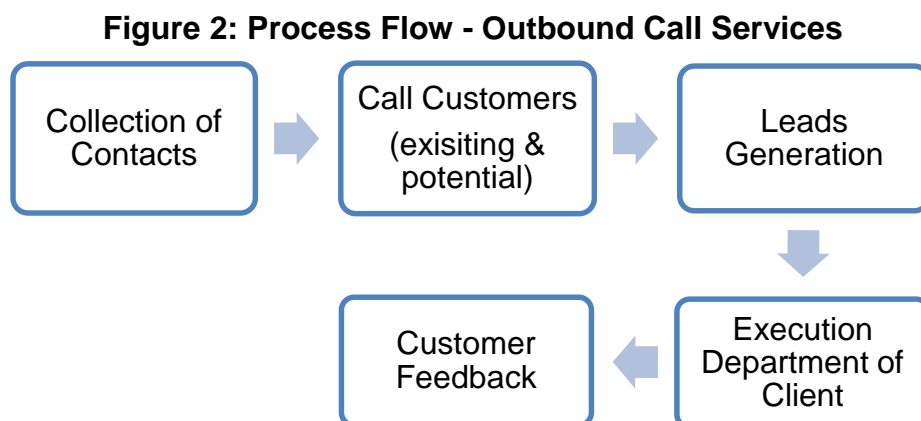 Figure 2: Process Flow - Outbound Call Services
Collection of
Contacts
Call Customers
(exisiting &
potential)
Leads
Generation
Execution
Department of
Client
Customer
Feedback